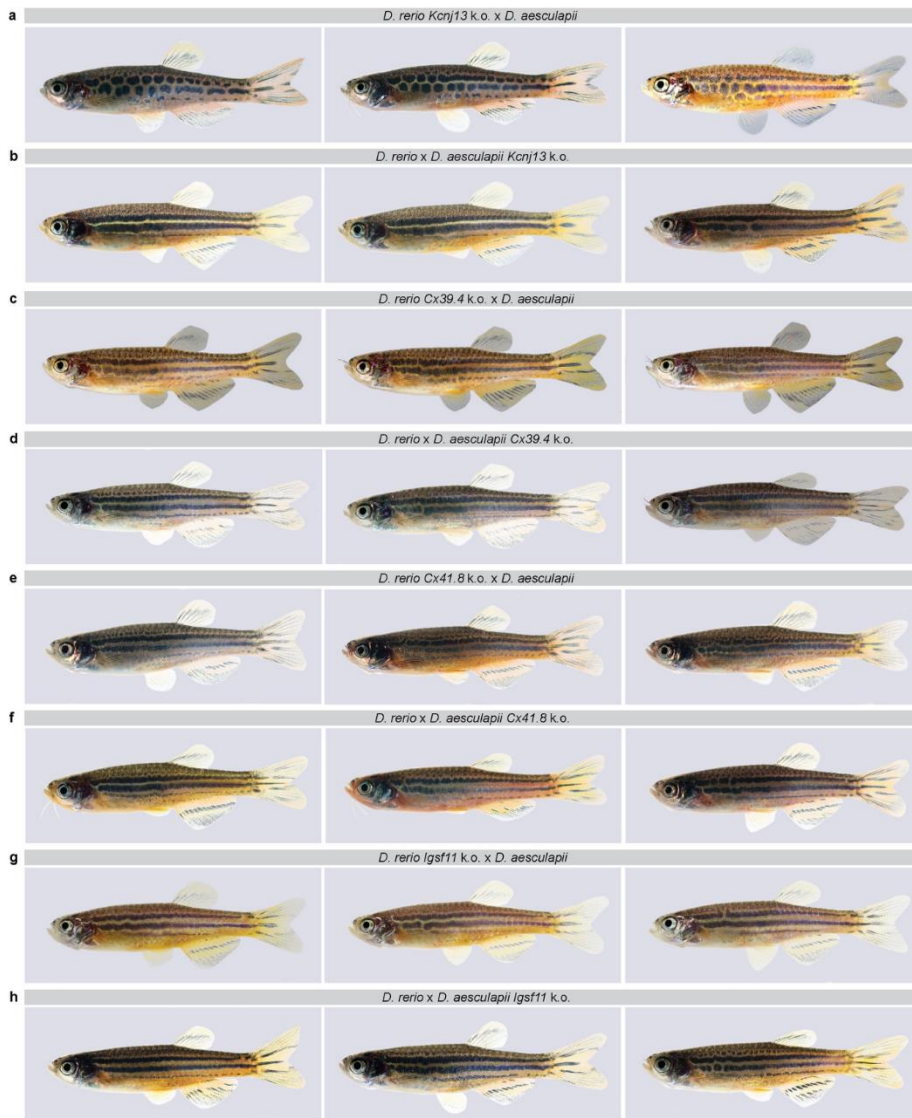 a
D. rerio Kcnj13 k.o. x D. aesculapii
b
D. rerio x D. aesculapii Kcnj13 k.o.
c
D. rerio Cx39.4 k.o. x D. aesculapii
d
D. rerio x D. aesculapii Cx39.4 k.o.
e
D. rerio Cx41.8 k.o. x D. aesculapii
f
D. rerio x D. aesculapii Cx41.8 k.o.
g
D. rerio Igsf11 k.o. x D. aesculapii
h
D. rerio x D. aesculapii Igsf11 k.o.